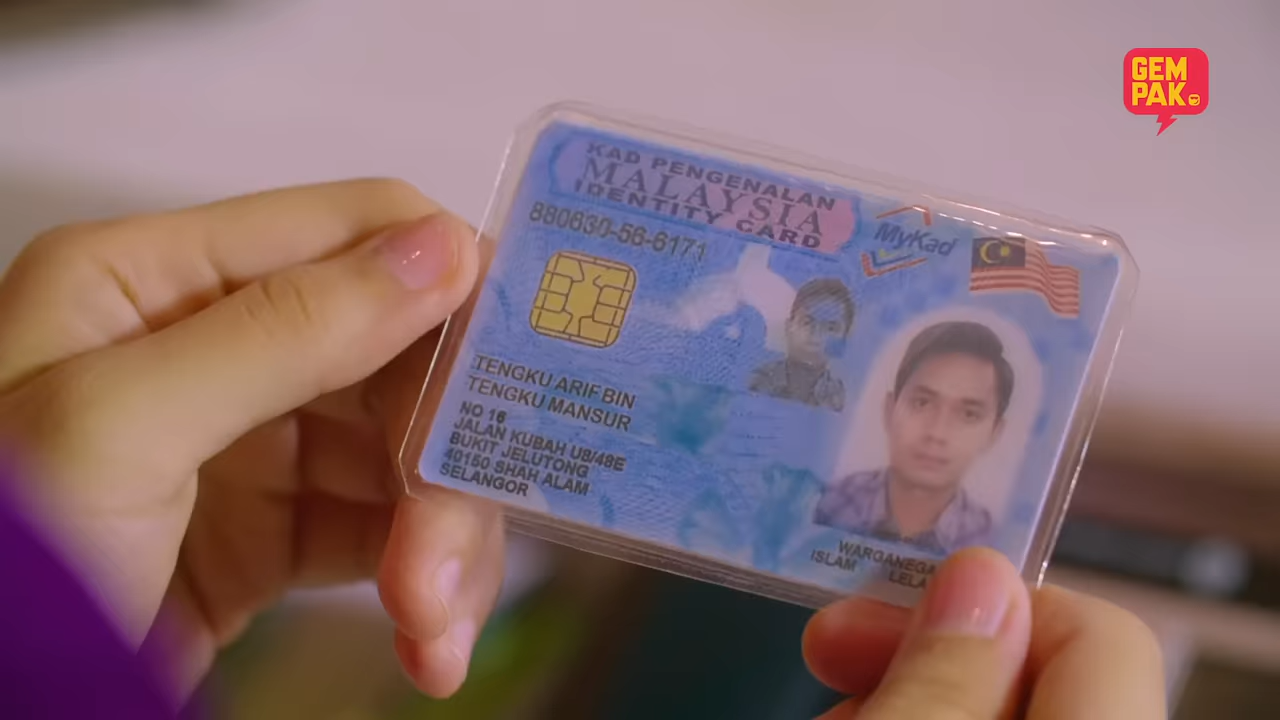 GEM
PAK
KAD PENGENALAN
MALAYSIA
IDENTITY CARD
MyKad
880630-56-6171
TENGKU ARIF BIN
TENGKU MANSUR
NO 16
JALAN KUBAH U8/48E
BUKIT JELUTONG
40150 SHAH ALAM
SELANGOR
ISLAM